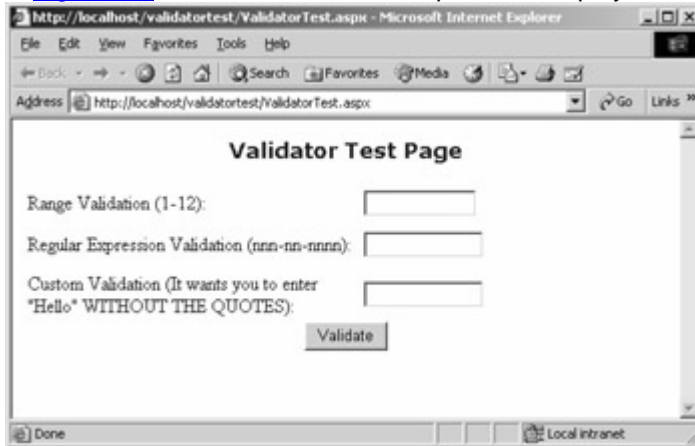 http://localhost/validatortest/ValidatorTest.aspx - Microsoft Internet Explorer
File Edit View Favorites Tools Help
Back Search Favorites Media
Address http://localhost/validatortest/ValidatorTest.aspx Go Links »
Validator Test Page
Range Validation (1-12):
Regular Expression Validation (nnn-nn-nnnn):
Custom Validation (It wants you to enter
"Hello" WITHOUT THE QUOTES):
Validate
Done Local intranet